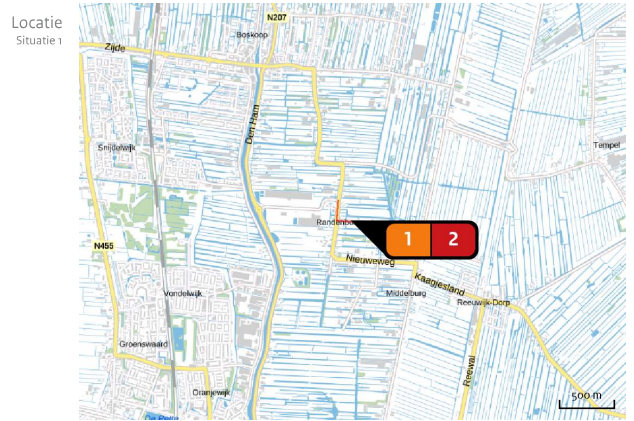 Locatie
Situatie 1
N207
Boskoop
Zijde
Den Ham
Snijdelwijk
Tempel
Randenbu
1
2
N455
Nieuweweg
Kaagjesland
Vondelwijk
Middelburg
Reeuwijk-Dorp
Groenswaard
Reewal
Oranjewijk
500 m